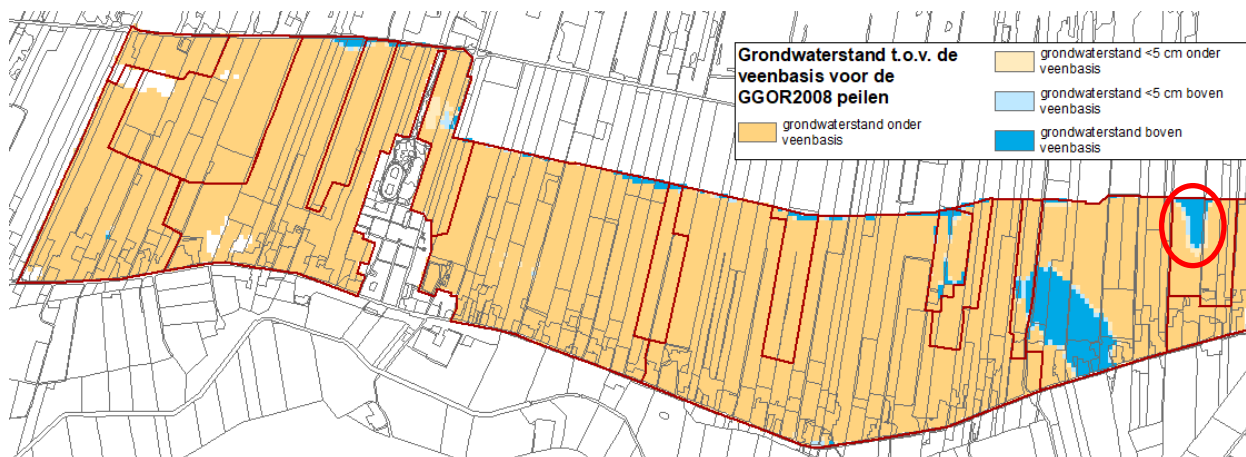 Grondwaterstand t.o.v. de
veenbasis voor de
GGOR2008 peilen
grondwaterstand onder
veenbasis
grondwaterstand <5 cm onder
veenbasis
grondwaterstand <5 cm boven
veenbasis
grondwaterstand boven
veenbasis